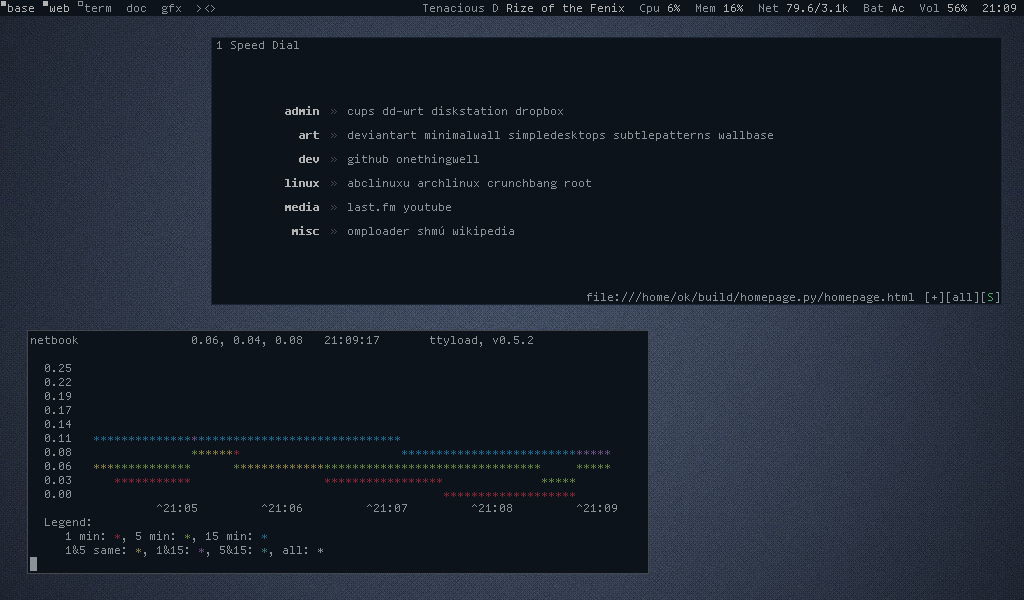 base web term doc gfx ><> Tenacious D Rize of the Fenix Cpu 6% Mem 16% Net 79.6/3.1k Bat Ac Vol 56% 21:09
1 Speed Dial
admin » cups dd-wrt diskstation dropbox
art » deviantart minimalwall simpledesktops subtlepatterns wallbase
dev » github onethingwell
linux » abclinuxu archlinux crunchbang root
media » last.fm youtube
misc » omploader shmú wikipedia
file:///home/ok/build/homepage.py/homepage.html [+][all][S]
netbook 0.06, 0.04, 0.08 21:09:17 ttyload, v0.5.2
0.25
0.22
0.19
0.17
0.14
0.11
0.08
0.06
0.03
0.00
^21:05 ^21:06 ^21:07 ^21:08 ^21:09
Legend:
1 min: *, 5 min: *, 15 min: *
1&5 same: *, 1&15: *, 5&15: *, all: *